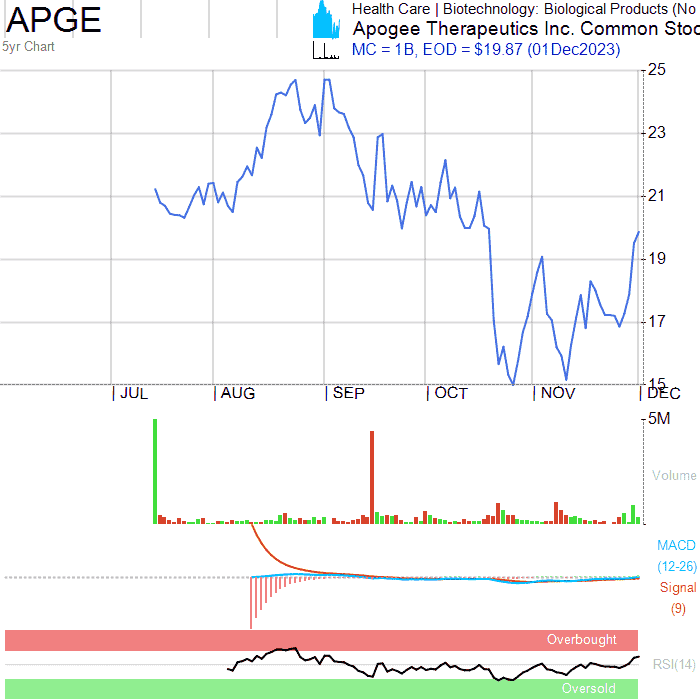 APGE
5yr Chart
Health Care | Biotechnology: Biological Products (No
Apogee Therapeutics Inc. Common Stoc
MC = 1B, EOD = $19.87 (01Dec2023)
25
23
21
19
17
15
JUL AUG SEP OCT NOV DEC
5M
Volume
MACD
(12-26)
Signal
(9)
Overbought
RSI(14)
Oversold